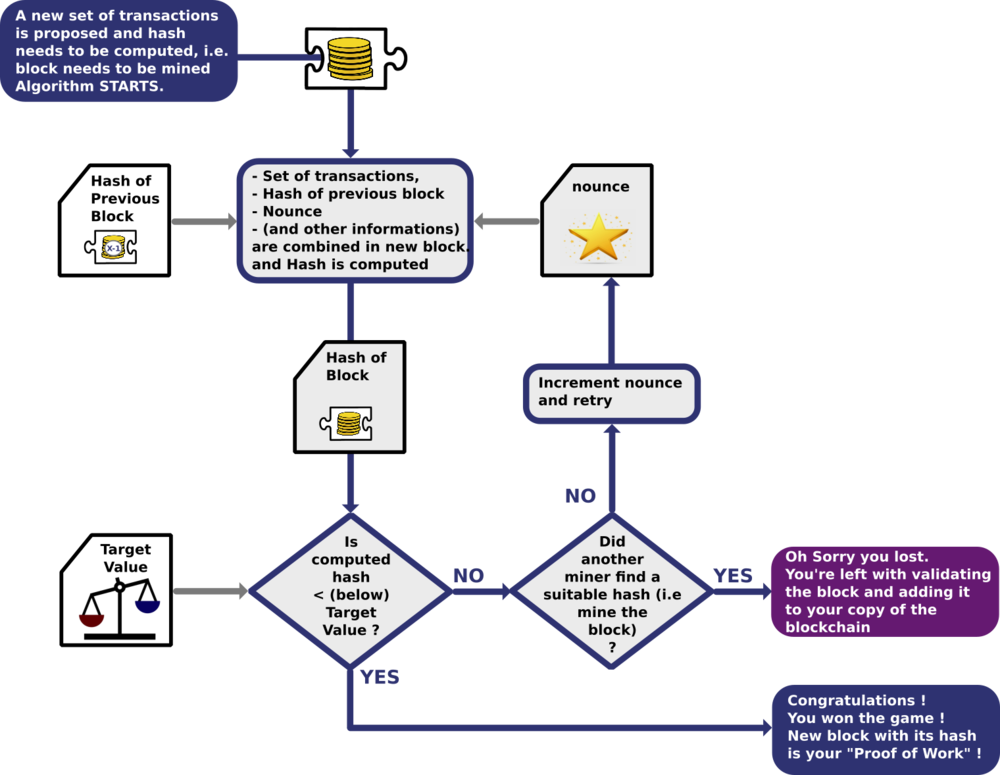 A new set of transactions
is proposed and hash
needs to be computed, i.e.
block needs to be mined
Algorithm STARTS.
Hash of
Previous
Block
X-1
- Set of transactions,
- Hash of previous block
- Nounce
- (and other informations)
are combined in new block.
and Hash is computed
nounce
Hash of
Block
Increment nounce
and retry
Target
Value
Is
computed
hash
< (below)
Target
Value ?
NO
Did
another
miner find a
suitable hash (i.e
mine the
block)
?
NO
YES
Oh Sorry you lost.
You're left with validating
the block and adding it
to your copy of the
blockchain
YES
Congratulations !
You won the game !
New block with its hash
is your "Proof of Work" !